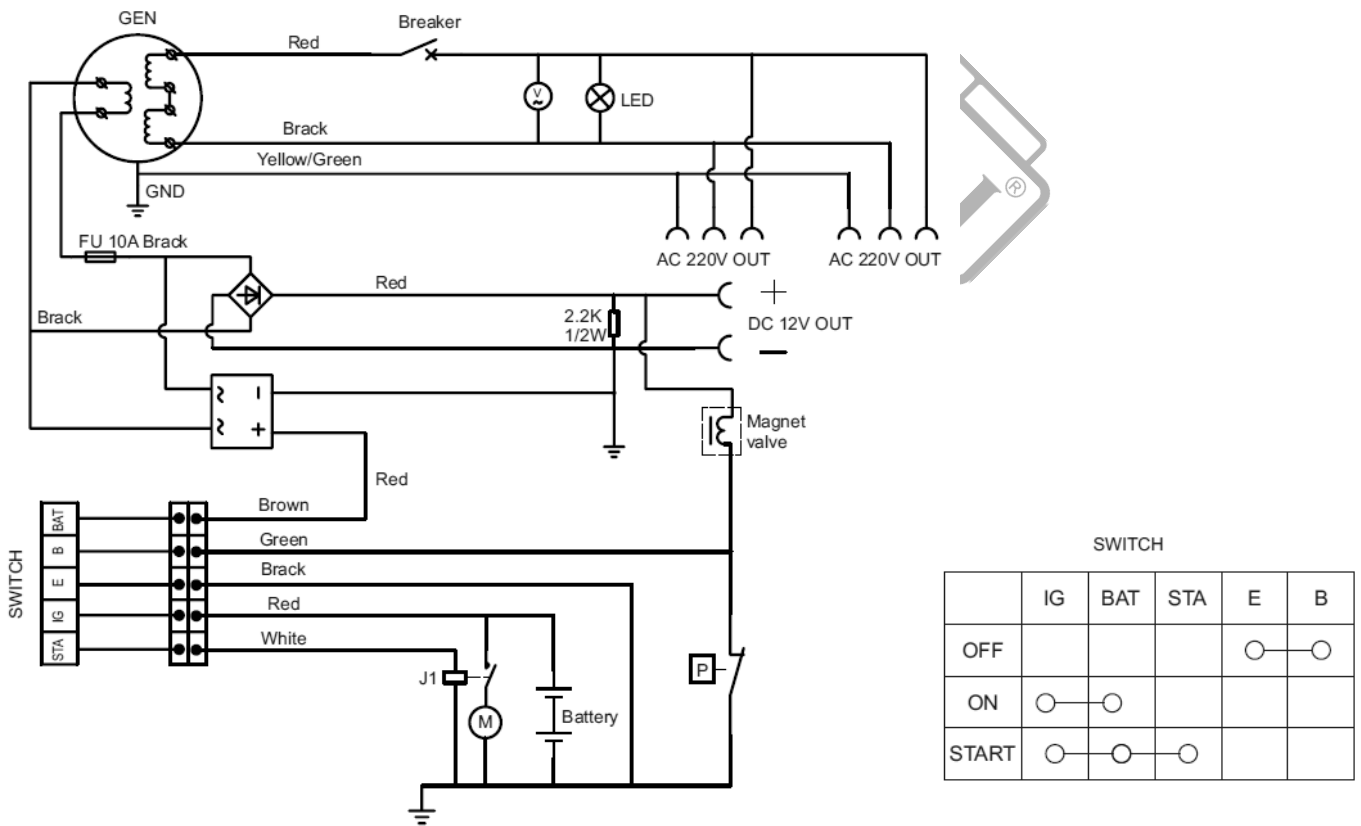 GEN
Breaker
Red
V
~
LED
Brack
Yellow/Green
GND
AC 220V OUT
AC 220V OUT
®
FU 10A Brack
Red
+
DC 12V OUT
−
2.2K
1/2W
Brack
~ −
~ +
Magnet
valve
Red
SWITCH
BAT
B
E
IG
STA
Brown
Green
Brack
Red
White
J1
M
Battery
P
SWITCH
IG BAT STA E B
OFF
ON
START